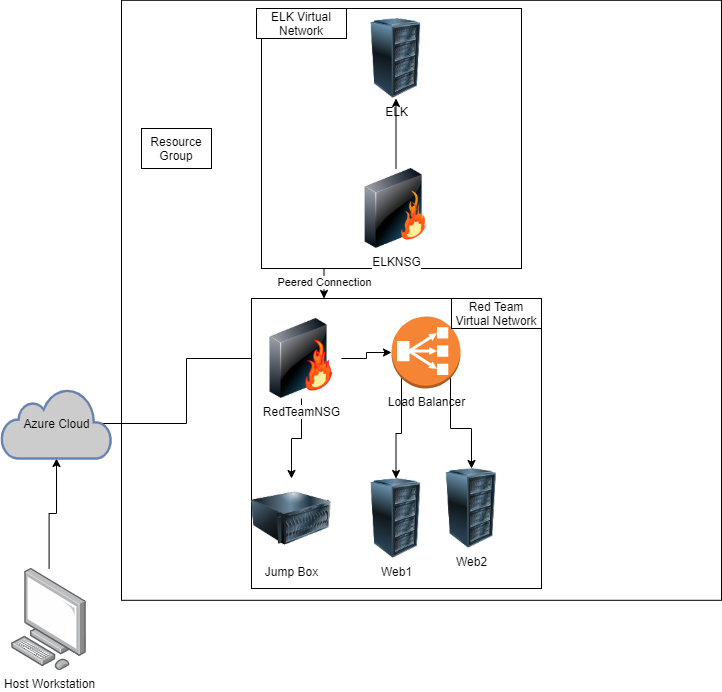 ELK Virtual
Network
ELK
Resource
Group
ELKNSG
Peered Connection
Red Team
Virtual Network
RedTeamNSG
Load Balancer
Azure Cloud
Jump Box
Web1
Web2
Host Workstation